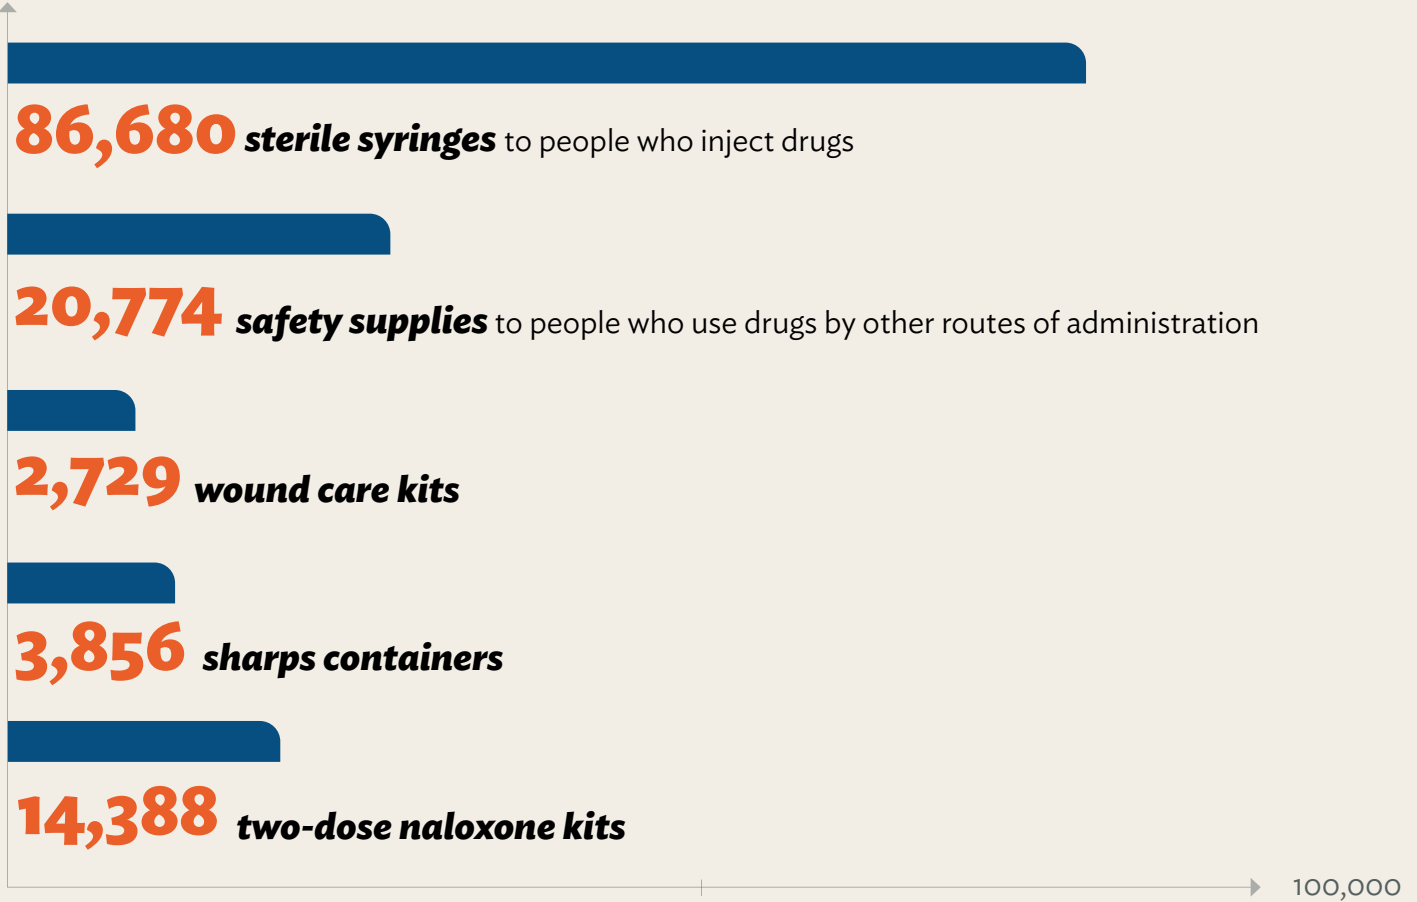 86,680 sterile syringes to people who inject drugs
20,774 safety supplies to people who use drugs by other routes of administration
2,729 wound care kits
3,856 sharps containers
14,388 two-dose naloxone kits
100,000